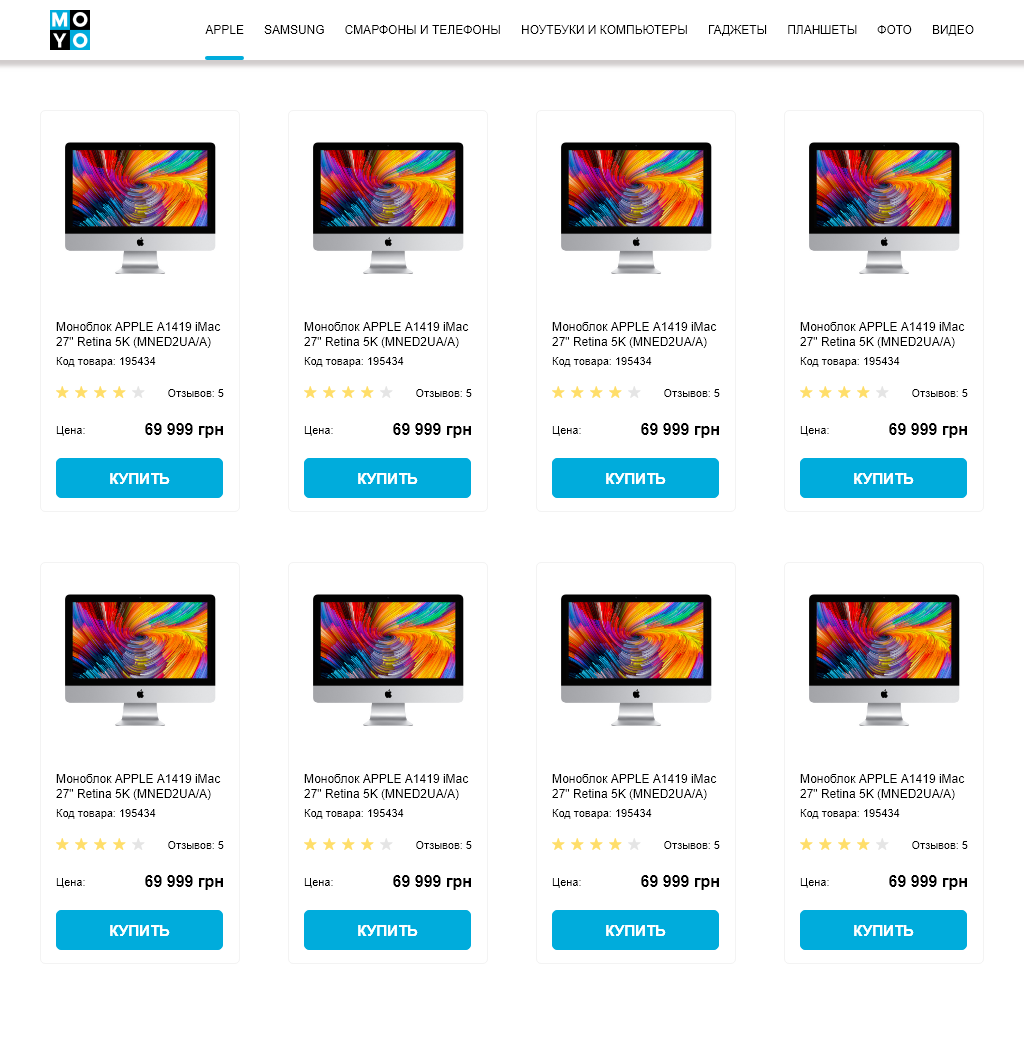 MO
YO
APPLE SAMSUNG СМАРФОНЫ И ТЕЛЕФОНЫ НОУТБУКИ И КОМПЬЮТЕРЫ ГАДЖЕТЫ ПЛАНШЕТЫ ФОТО ВИДЕО
Моноблок APPLE A1419 iMac
27" Retina 5K (MNED2UA/A)
Код товара: 195434
Отзывов: 5
Цена: 69 999 грн
КУПИТЬ
Моноблок APPLE A1419 iMac
27" Retina 5K (MNED2UA/A)
Код товара: 195434
Отзывов: 5
Цена: 69 999 грн
КУПИТЬ
Моноблок APPLE A1419 iMac
27" Retina 5K (MNED2UA/A)
Код товара: 195434
Отзывов: 5
Цена: 69 999 грн
КУПИТЬ
Моноблок APPLE A1419 iMac
27" Retina 5K (MNED2UA/A)
Код товара: 195434
Отзывов: 5
Цена: 69 999 грн
КУПИТЬ
Моноблок APPLE A1419 iMac
27" Retina 5K (MNED2UA/A)
Код товара: 195434
Отзывов: 5
Цена: 69 999 грн
КУПИТЬ
Моноблок APPLE A1419 iMac
27" Retina 5K (MNED2UA/A)
Код товара: 195434
Отзывов: 5
Цена: 69 999 грн
КУПИТЬ
Моноблок APPLE A1419 iMac
27" Retina 5K (MNED2UA/A)
Код товара: 195434
Отзывов: 5
Цена: 69 999 грн
КУПИТЬ
Моноблок APPLE A1419 iMac
27" Retina 5K (MNED2UA/A)
Код товара: 195434
Отзывов: 5
Цена: 69 999 грн
КУПИТЬ